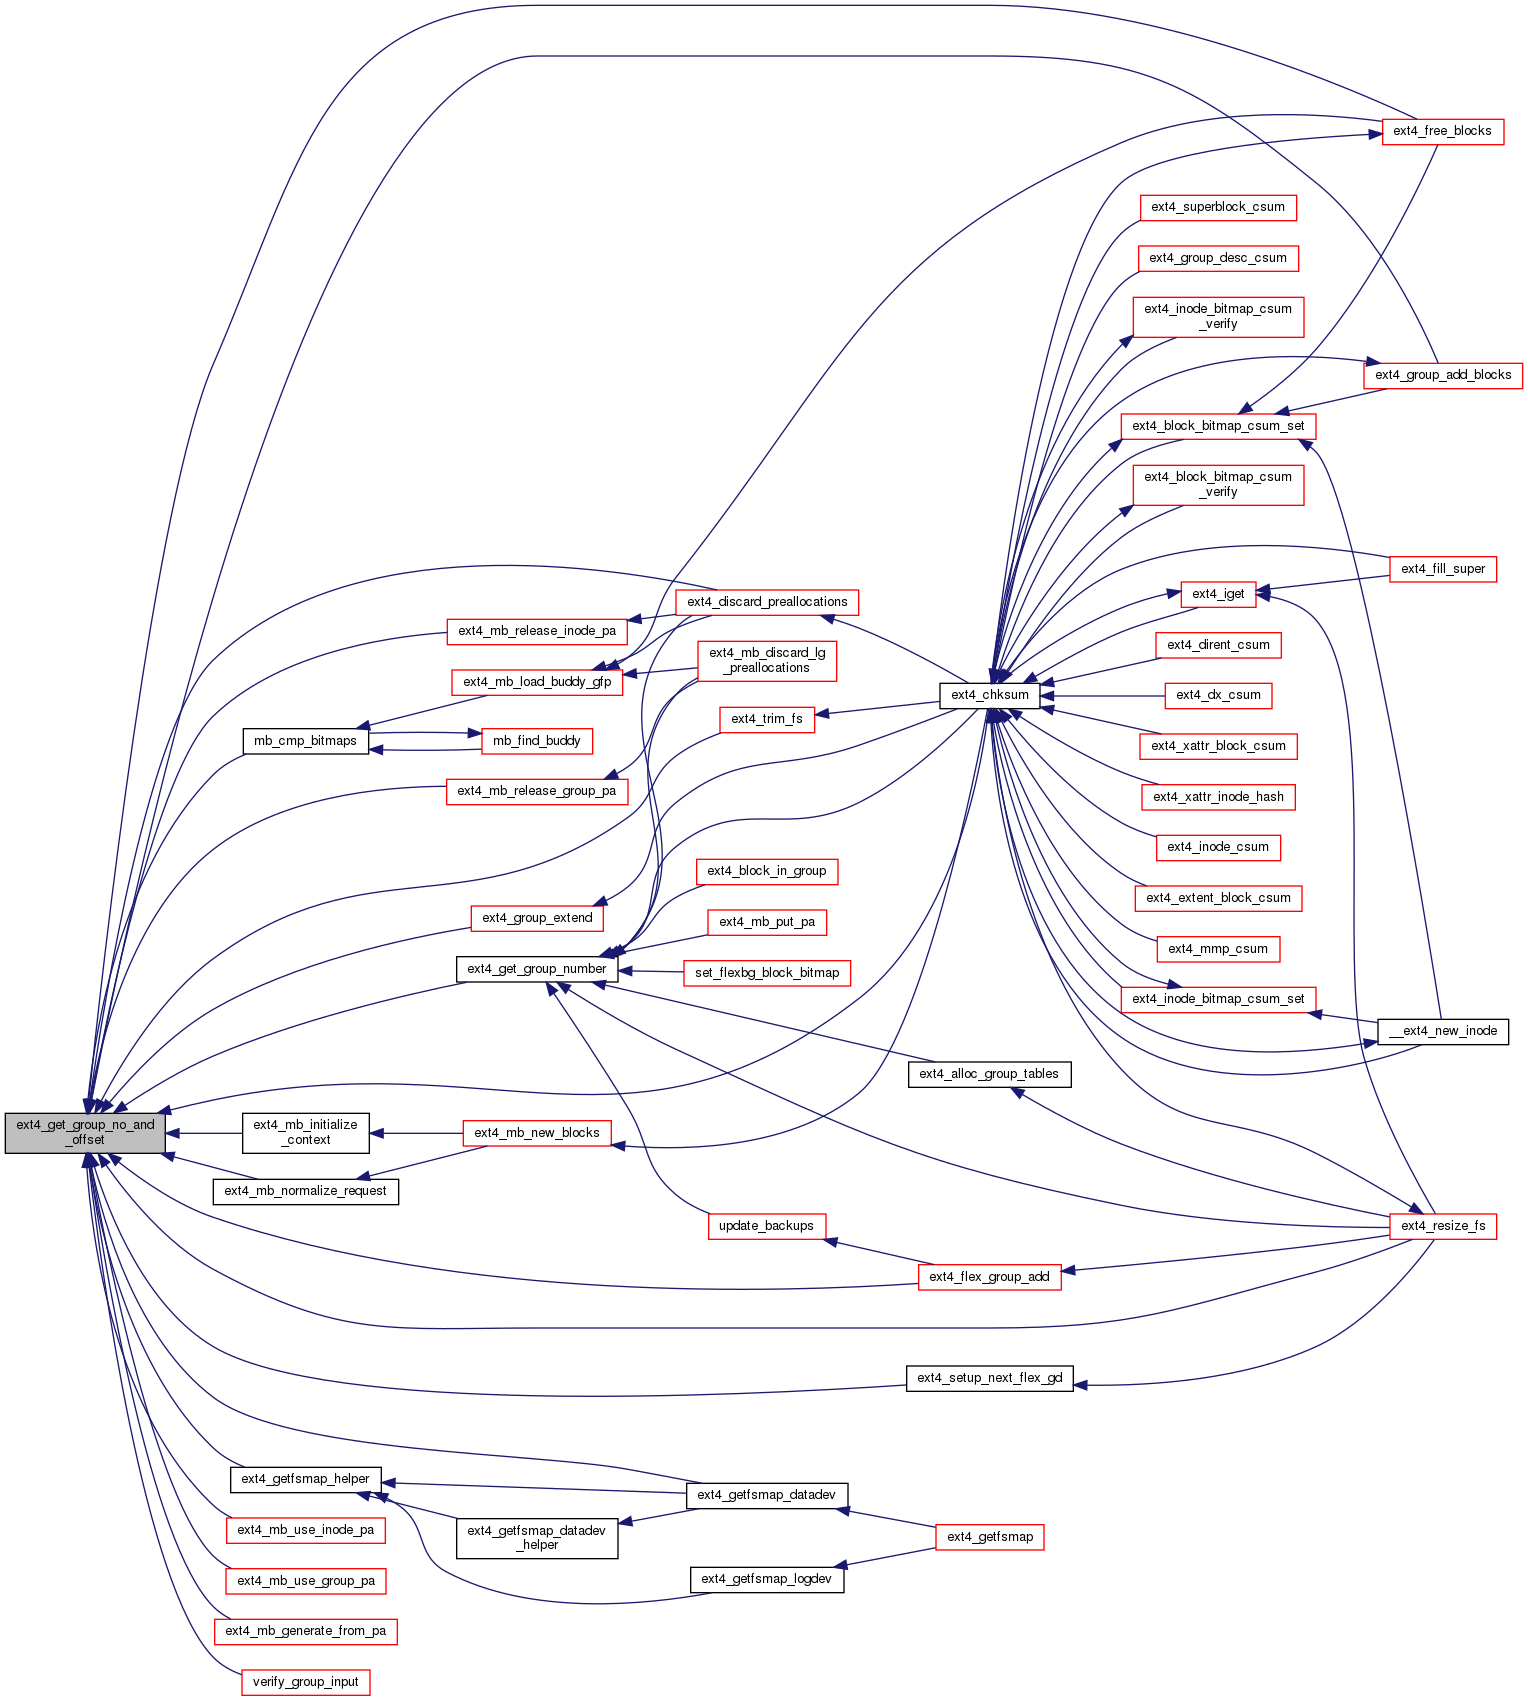 ext4_free_blocks
ext4_superblock_csum
ext4_group_desc_csum
ext4_inode_bitmap_csum
_verify
ext4_group_add_blocks
ext4_block_bitmap_csum_set
ext4_block_bitmap_csum
_verify
ext4_fill_super
ext4_iget
ext4_discard_preallocations
ext4_mb_release_inode_pa
ext4_dirent_csum
ext4_mb_discard_lg
_preallocations
ext4_mb_load_buddy_gfp
ext4_chksum
ext4_dx_csum
ext4_trim_fs
mb_cmp_bitmaps
mb_find_buddy
ext4_xattr_block_csum
ext4_mb_release_group_pa
ext4_xattr_inode_hash
ext4_inode_csum
ext4_block_in_group
ext4_extent_block_csum
ext4_group_extend
ext4_mb_put_pa
ext4_mmp_csum
ext4_get_group_number
set_flexbg_block_bitmap
ext4_inode_bitmap_csum_set
__ext4_new_inode
ext4_alloc_group_tables
ext4_get_group_no_and
_offset
ext4_mb_initialize
_context
ext4_mb_new_blocks
ext4_mb_normalize_request
update_backups
ext4_resize_fs
ext4_flex_group_add
ext4_setup_next_flex_gd
ext4_getfsmap_helper
ext4_getfsmap_datadev
ext4_mb_use_inode_pa
ext4_getfsmap_datadev
_helper
ext4_getfsmap
ext4_mb_use_group_pa
ext4_getfsmap_logdev
ext4_mb_generate_from_pa
verify_group_input